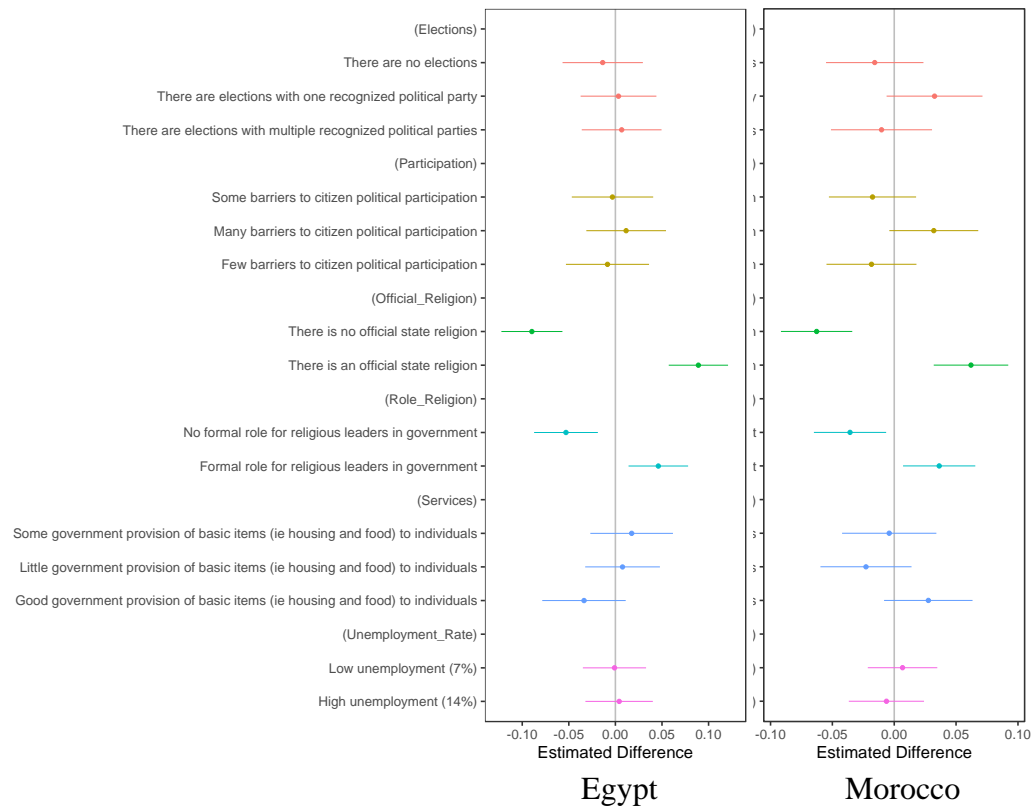 (Elections)
There are no elections
There are elections with one recognized political party
There are elections with multiple recognized political parties
(Participation)
Some barriers to citizen political participation
Many barriers to citizen political participation
Few barriers to citizen political participation
(Official_Religion)
There is no official state religion
There is an official state religion
(Role_Religion)
No formal role for religious leaders in government
Formal role for religious leaders in government
(Services)
Some government provision of basic items (ie housing and food) to individuals
Little government provision of basic items (ie housing and food) to individuals
Good government provision of basic items (ie housing and food) to individuals
(Unemployment_Rate)
Low unemployment (7%)
High unemployment (14%)
-0.10 -0.05 0.00 0.05 0.10
Estimated Difference
Egypt
)
s
y
s
)
n
n
n
)
n
n
)
t
t
)
s
s
s
)
)
)
-0.10 -0.05 0.00 0.05 0.10
Estimated Difference
Morocco